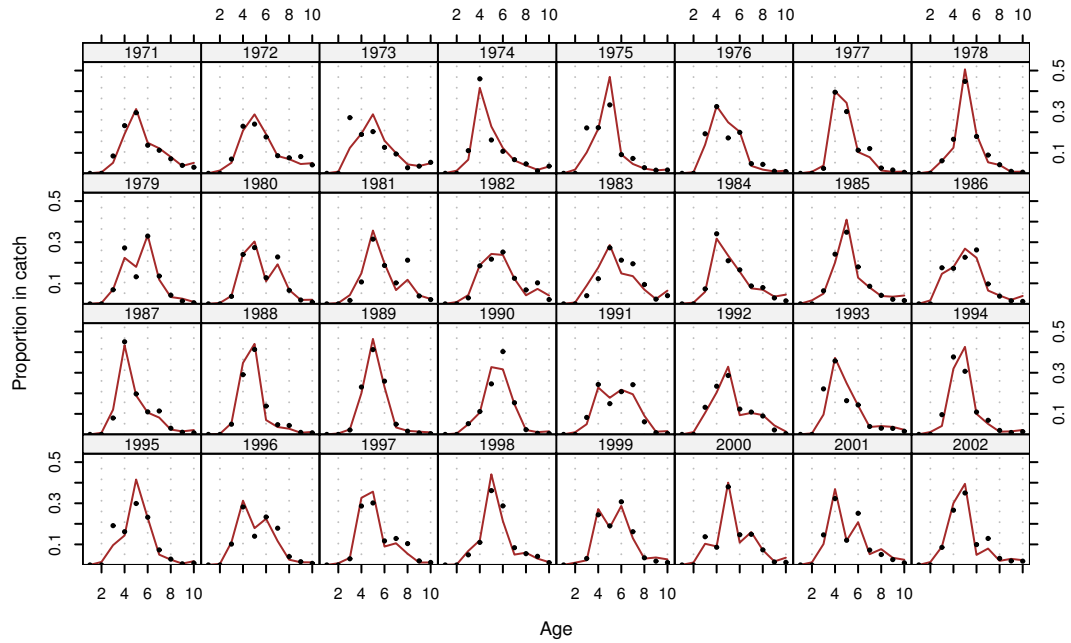 2 4 6 8 10 2 4 6 8 10 2 4 6 8 10 2 4 6 8 10
1971 1972 1973 1974 1975 1976 1977 1978
0.1 0.3 0.5
1979 1980 1981 1982 1983 1984 1985 1986
0.1 0.3 0.5
1987 1988 1989 1990 1991 1992 1993 1994
0.1 0.3 0.5
1995 1996 1997 1998 1999 2000 2001 2002
0.1 0.3 0.5
2 4 6 8 10 2 4 6 8 10 2 4 6 8 10 2 4 6 8 10
Proportion in catch
Age